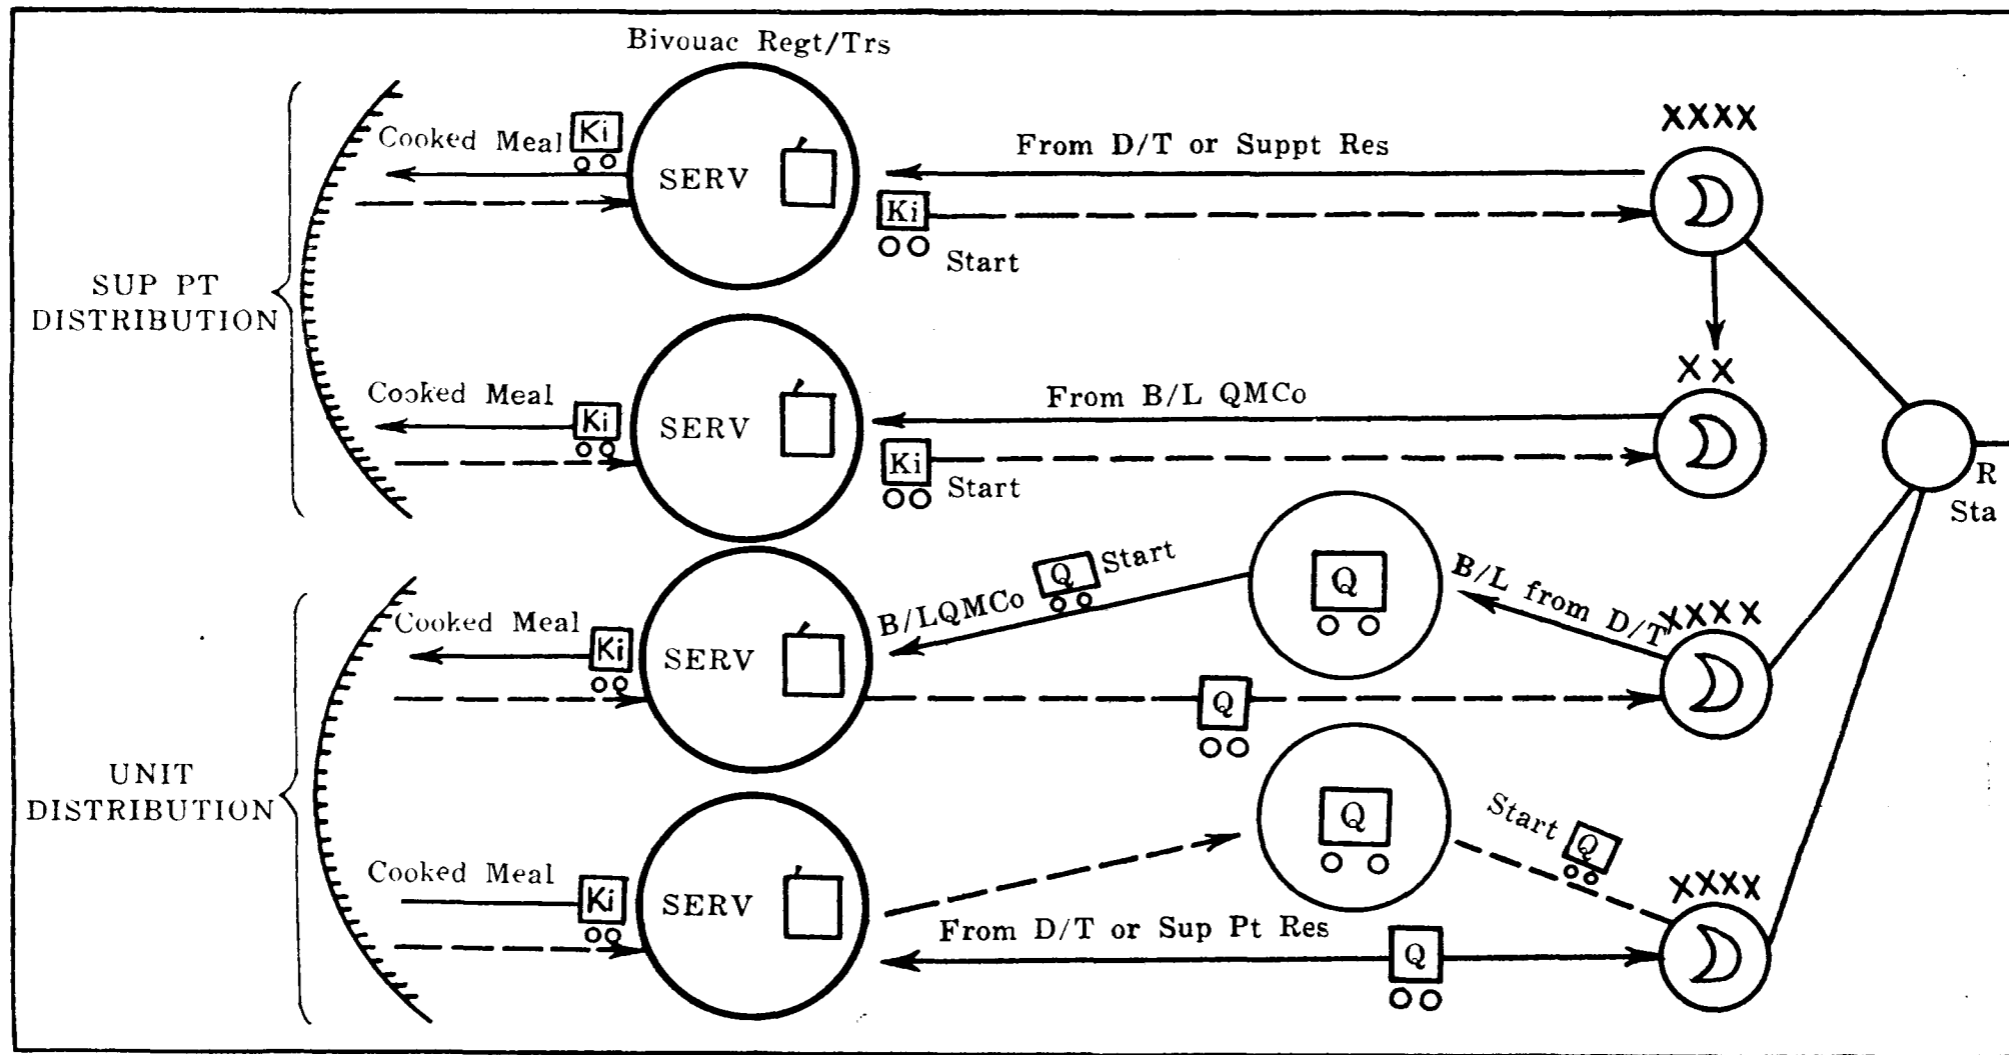 Bivouac Regt/Trs
XXXX
Cooked Meal
Ki
SERV
From D/T or Suppt Res
Ki
Start
SUP PT
DISTRIBUTION
XX
Cooked Meal
Ki
SERV
From B/L QMCo
Ki
Start
R
Sta
B/LQMCo
Q
Start
Q
B/L from D/T
XXXX
Cooked Meal
Ki
SERV
Q
UNIT
DISTRIBUTION
Q
Start
Q
XXXX
Cooked Meal
Ki
SERV
From D/T or Sup Pt Res
Q